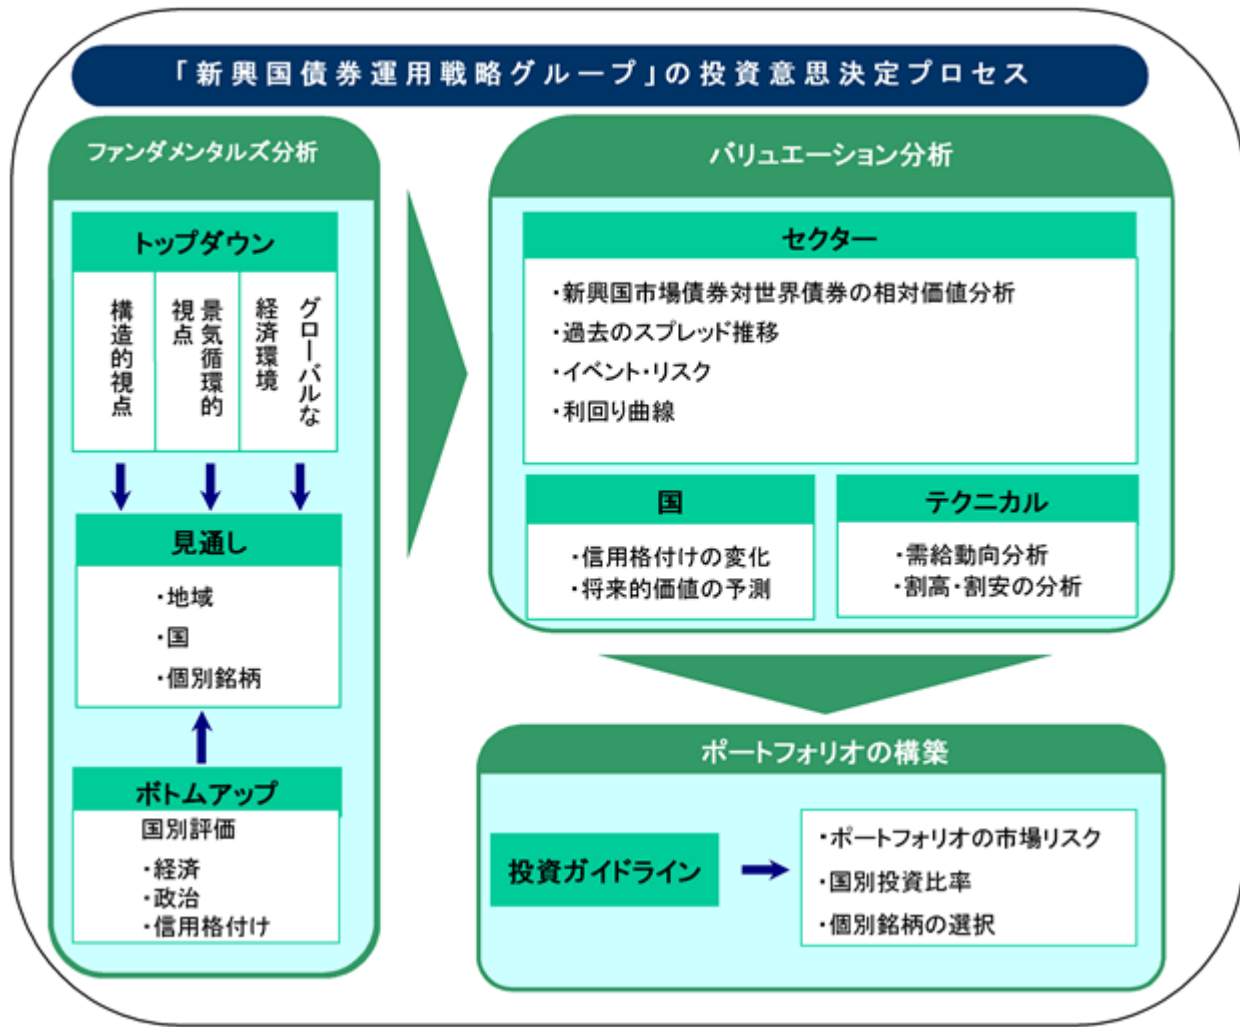 「新興国債券運用戦略グループ」の投資意思決定プロセス
ファンダメンタルズ分析
トップダウン
構造的視点
景気循環的
視点
グローバルな
経済環境
見通し
・地域
・国
・個別銘柄
ボトムアップ
国別評価
・経済
・政治
・信用格付け
バリュエーション分析
セクター
・新興国市場債券対世界債券の相対価値分析
・過去のスプレッド推移
・イベント・リスク
・利回り曲線
国
・信用格付けの変化
・将来的価値の予測
テクニカル
・需給動向分析
・割高・割安の分析
ポートフォリオの構築
投資ガイドライン
・ポートフォリオの市場リスク
・国別投資比率
・個別銘柄の選択